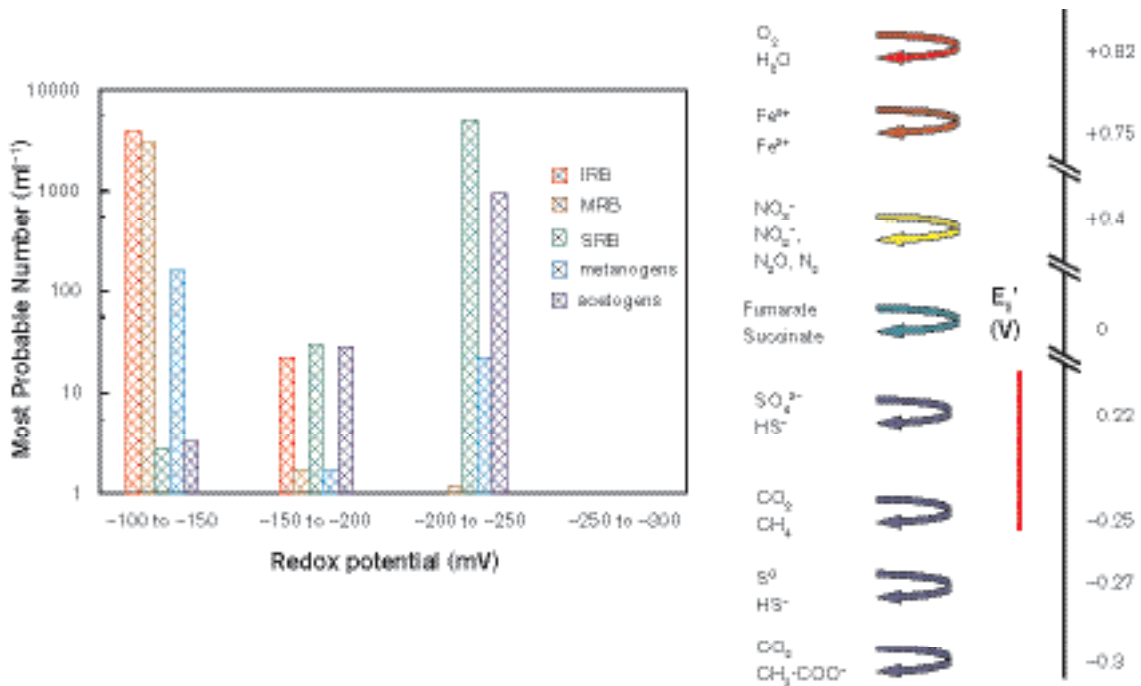 10000
1000
100
10
1
Most Probable Number (ml⁻¹)
IRB
MRB
SRB
metanogens
acetogens
−100 to −150
−150 to −200
−200 to −250
−250 to −300
Redox potential (mV)
O₂
H₂O
+0.82
Fe³⁺
Fe²⁺
+0.75
NO₃⁻
NO₂⁻,
N₂O, N₂
+0.4
Fumarate
Succinate
E₀'
(V)
0
SO₄²⁻
HS⁻
0.22
CO₂
CH₄
−0.25
S⁰
HS⁻
−0.27
CO₂
CH₃-COO⁻
−0.3